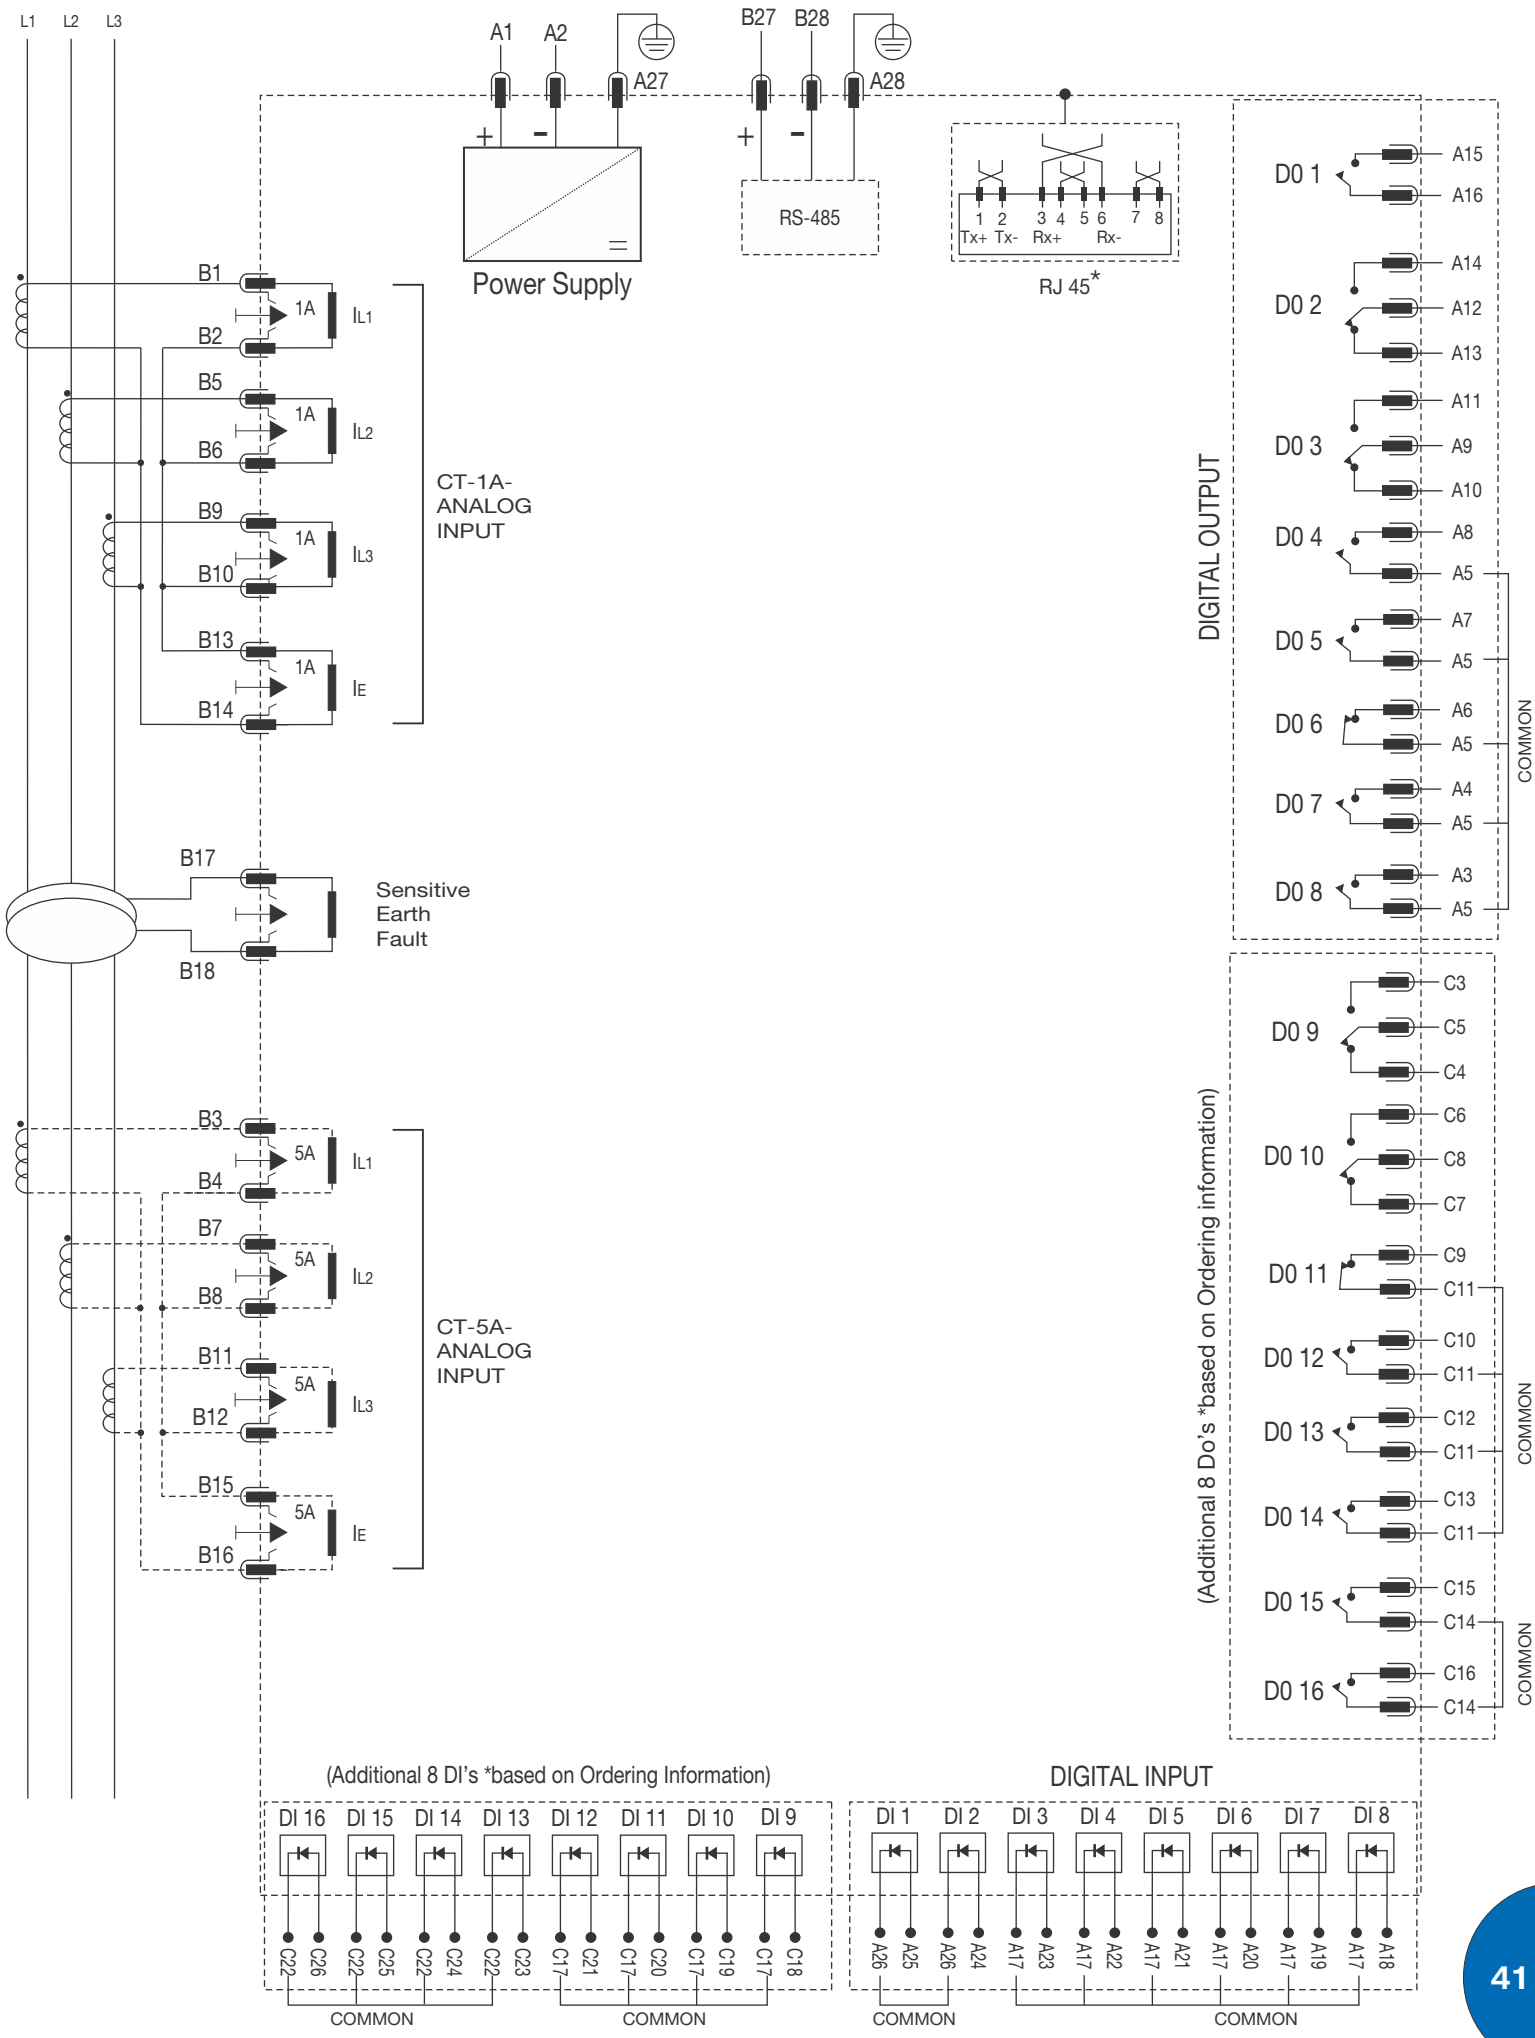 L1 L2 L3
A1 A2 A27
B27 B28 A28
+ -
Power Supply
+ -
RS-485
1 2 3 4 5 6 7 8
Tx+ Tx- Rx+ Rx-
RJ 45*
B1
1A IL1
B2
B5
1A IL2
B6
B9
1A IL3
B10
B13
1A IE
B14
CT-1A-
ANALOG
INPUT
B17
B18
Sensitive
Earth
Fault
B3
5A IL1
B4
B7
5A IL2
B8
B11
5A IL3
B12
B15
5A IE
B16
CT-5A-
ANALOG
INPUT
DIGITAL OUTPUT
D0 1
A15
A16
D0 2
A14
A12
A13
D0 3
A11
A9
A10
D0 4
A8
A5
D0 5
A7
A5
D0 6
A6
A5
D0 7
A4
A5
D0 8
A3
A5
COMMON
(Additional 8 Do's *based on Ordering information)
D0 9
C3
C5
C4
D0 10
C6
C8
C7
D0 11
C9
C11
D0 12
C10
C11
D0 13
C12
C11
D0 14
C13
C11
COMMON
D0 15
C15
C14
D0 16
C16
C14
COMMON
(Additional 8 DI's *based on Ordering Information)
DI 16 DI 15 DI 14 DI 13 DI 12 DI 11 DI 10 DI 9
C22 C26 C22 C25 C22 C24 C22 C23 C17 C21 C17 C20 C17 C19 C17 C18
COMMON COMMON
DIGITAL INPUT
DI 1 DI 2 DI 3 DI 4 DI 5 DI 6 DI 7 DI 8
A26 A25 A26 A24 A17 A23 A17 A22 A17 A21 A17 A20 A17 A19 A17 A18
COMMON COMMON
41